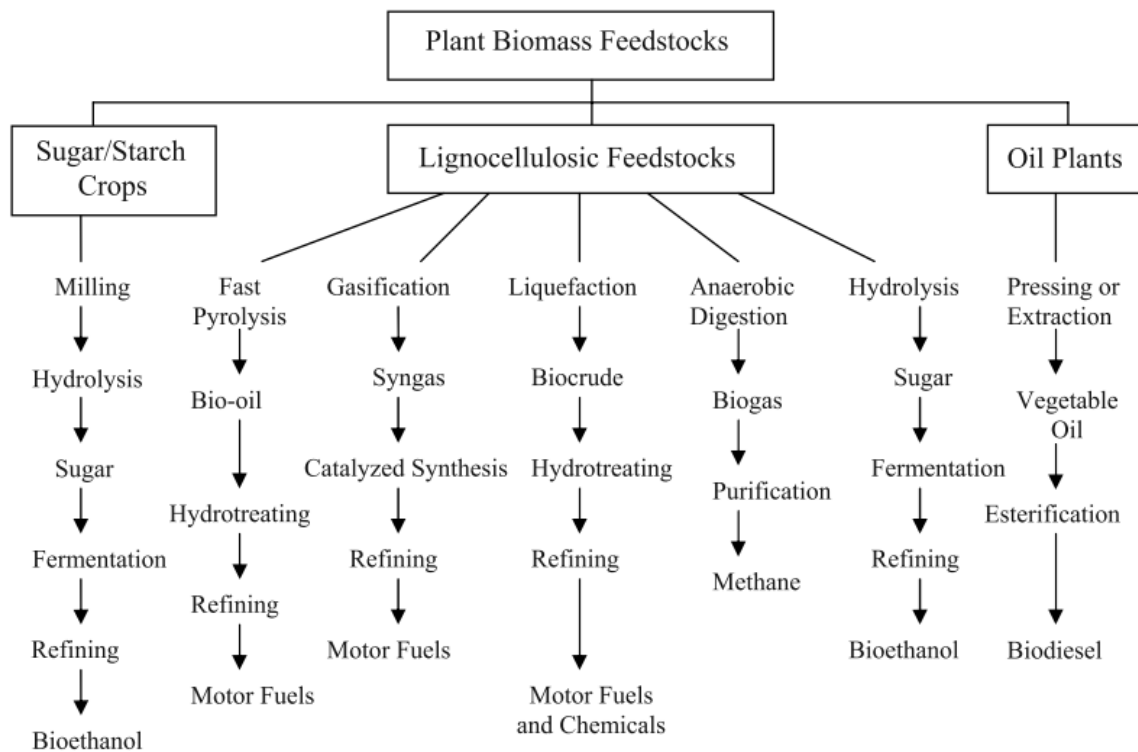 Plant Biomass Feedstocks
Sugar/Starch
Crops
Lignocellulosic Feedstocks
Oil Plants
Milling
Hydrolysis
Sugar
Fermentation
Refining
Bioethanol
Fast
Pyrolysis
Bio-oil
Hydrotreating
Refining
Motor Fuels
Gasification
Syngas
Catalyzed Synthesis
Refining
Motor Fuels
Liquefaction
Biocrude
Hydrotreating
Refining
Motor Fuels
and Chemicals
Anaerobic
Digestion
Biogas
Purification
Methane
Hydrolysis
Sugar
Fermentation
Refining
Bioethanol
Pressing or
Extraction
Vegetable
Oil
Esterification
Biodiesel